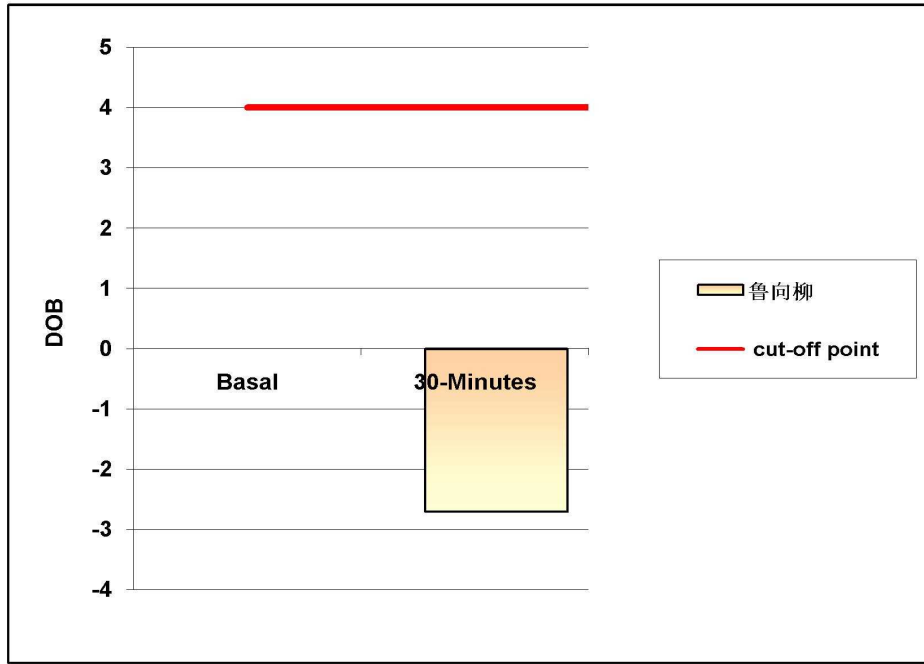 5
4
3
2
1
0
-1
-2
-3
-4
DOB
Basal
30-Minutes
鲁向柳
cut-off point